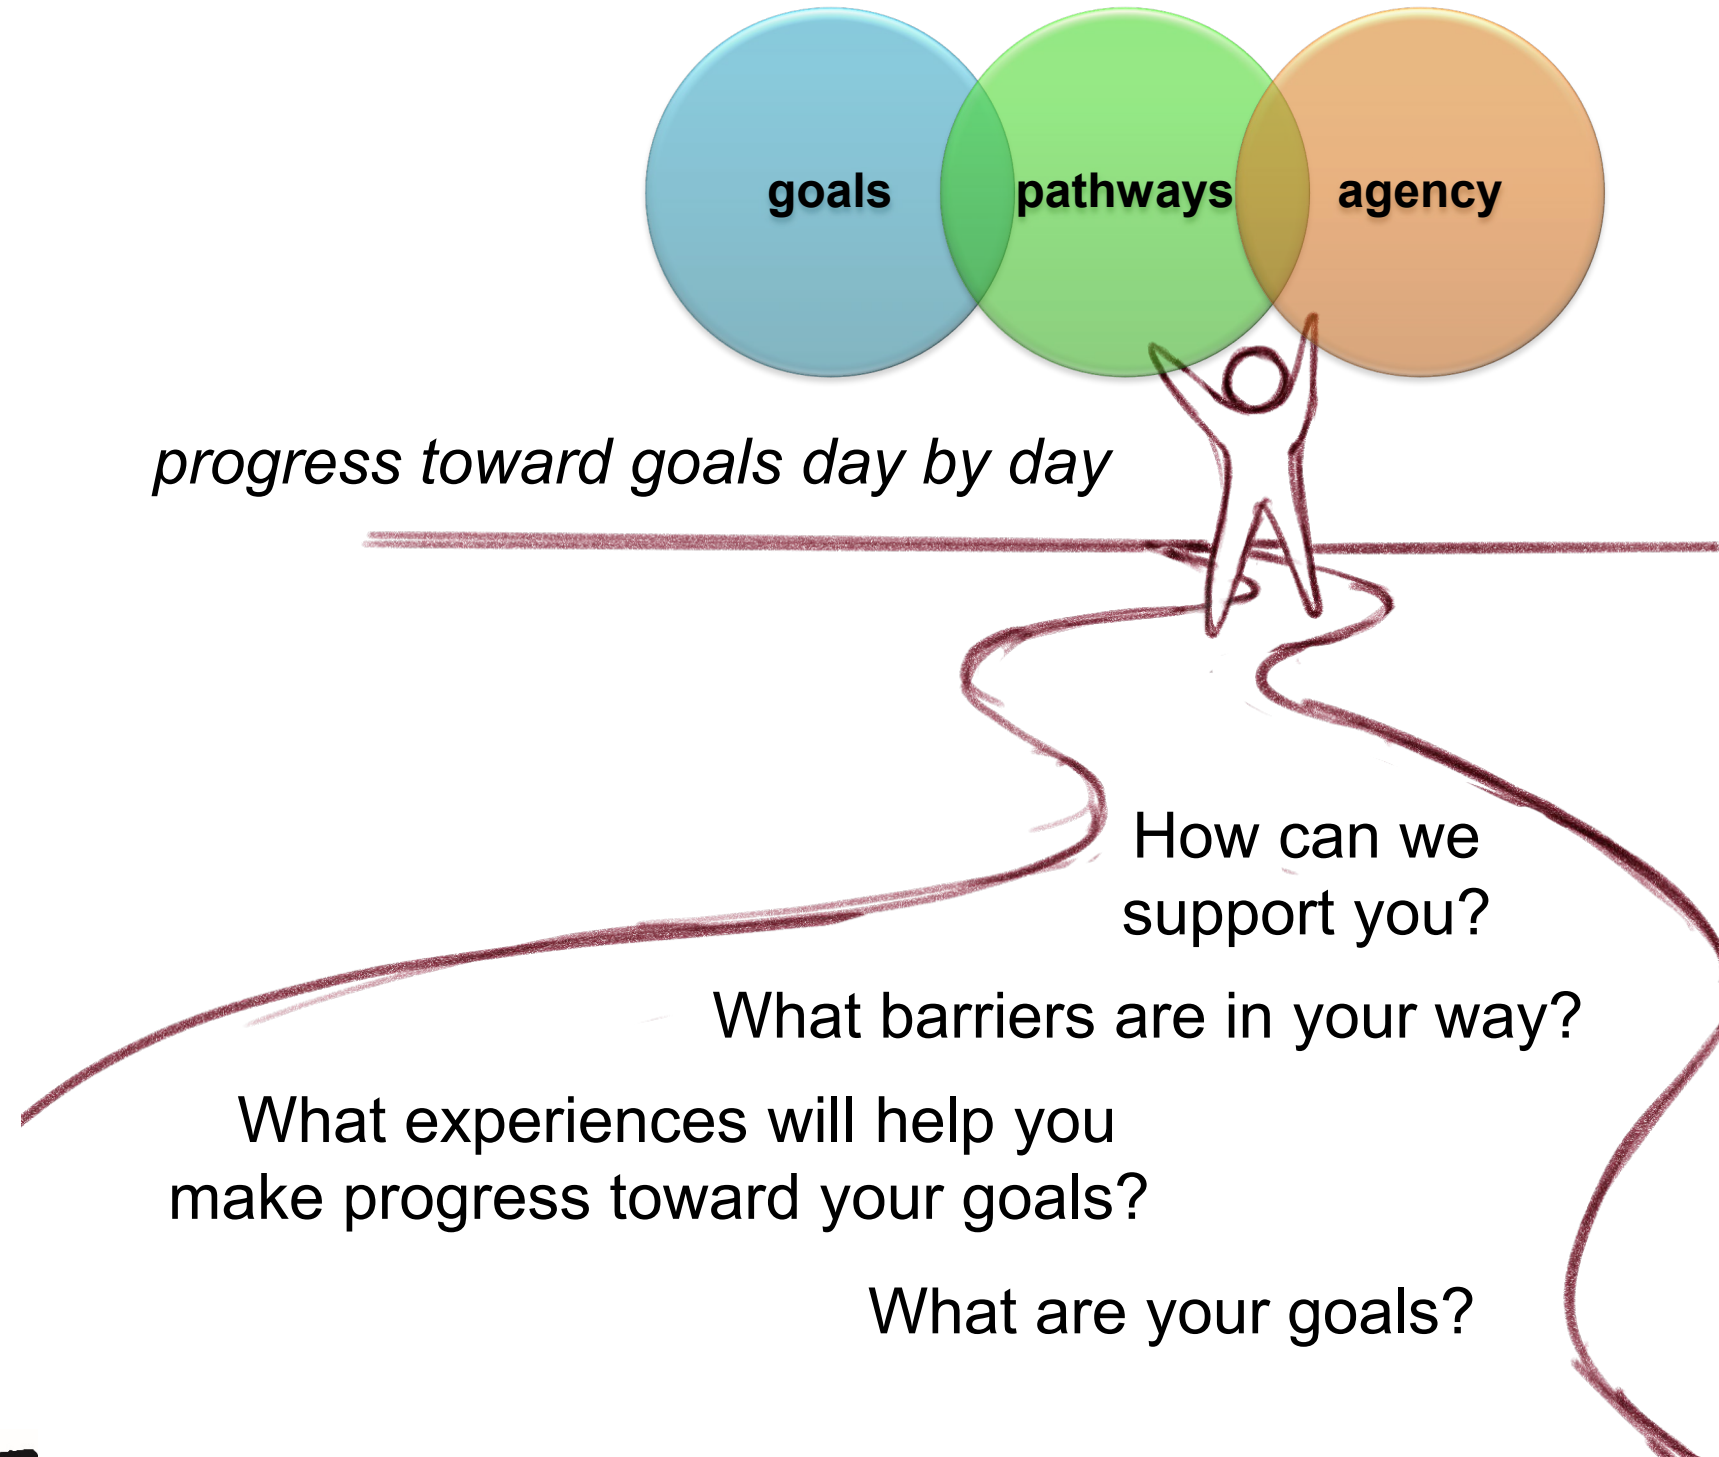 goals
pathways
agency
progress toward goals day by day
How can we
support you?
What barriers are in your way?
What experiences will help you
make progress toward your goals?
What are your goals?